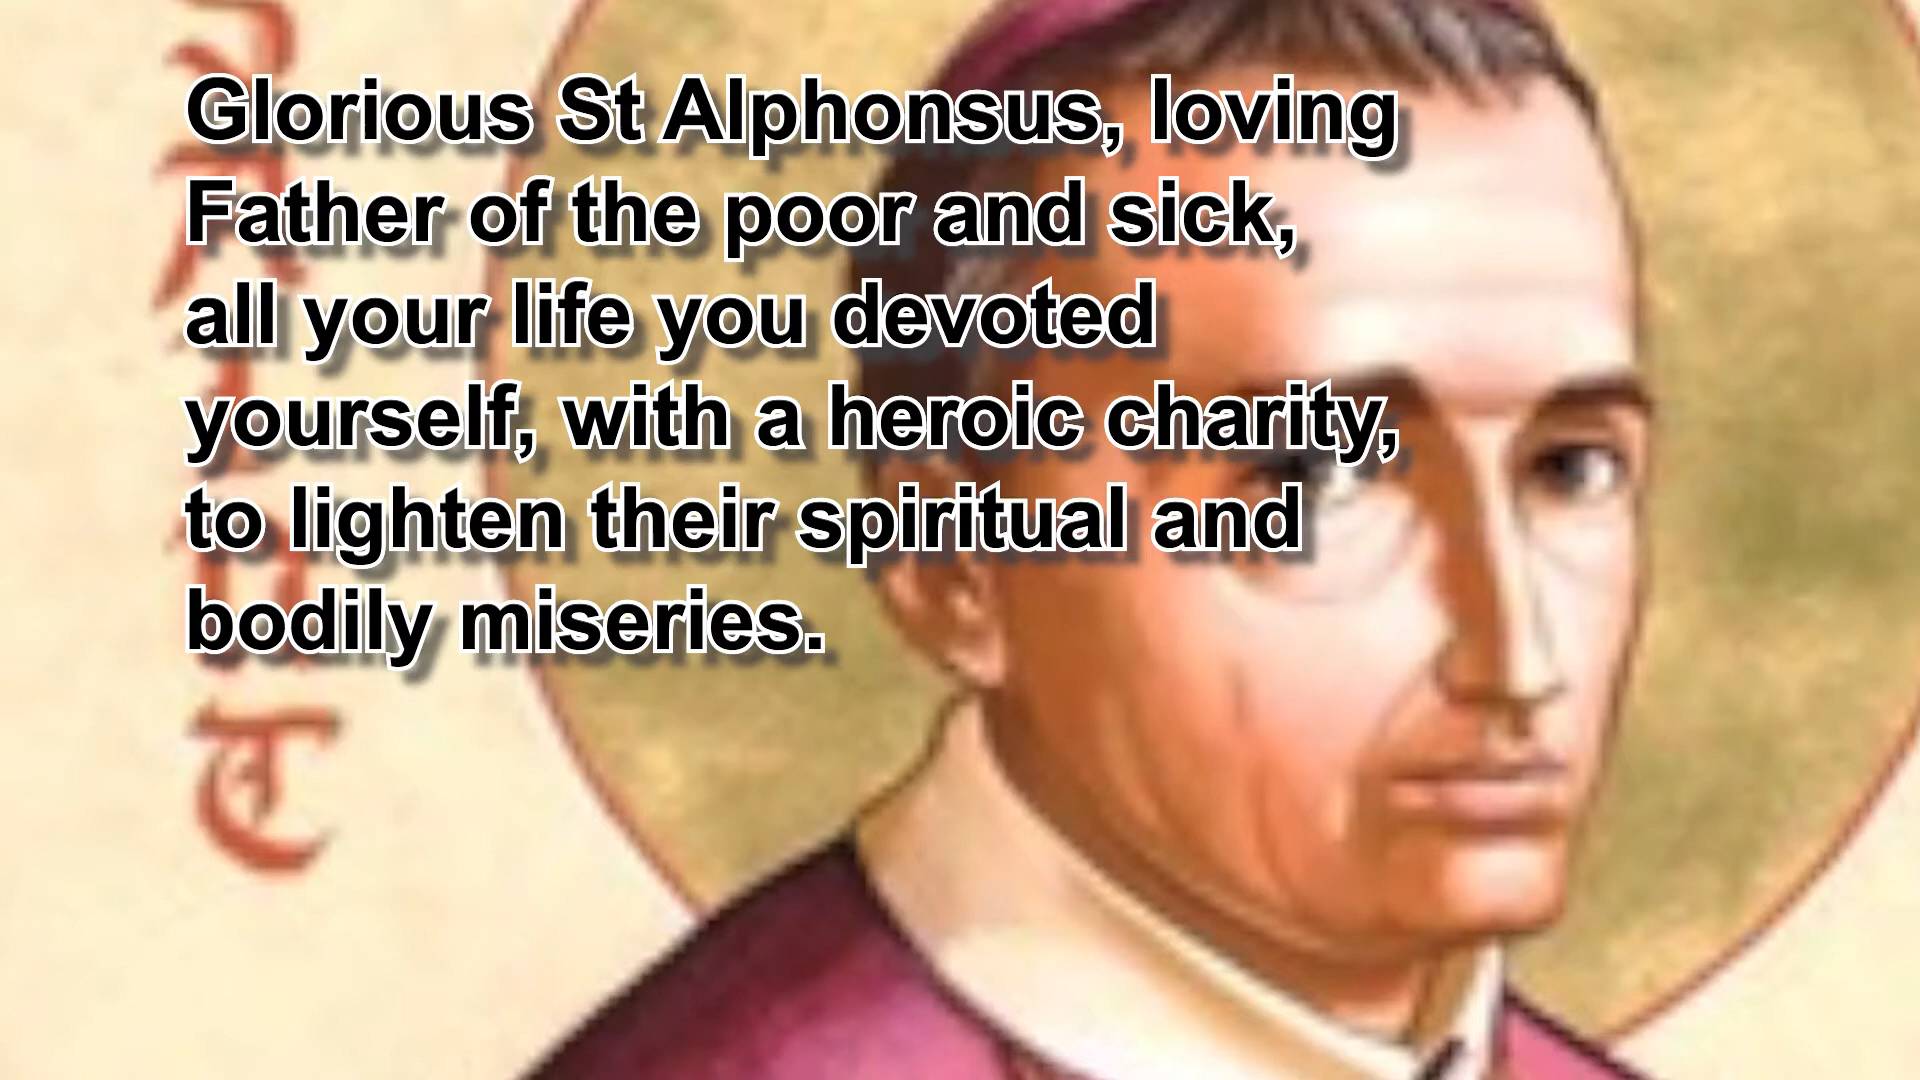 Glorious St Alphonsus, loving
Father of the poor and sick,
all your life you devoted
yourself, with a heroic charity,
to lighten their spiritual and
bodily miseries.